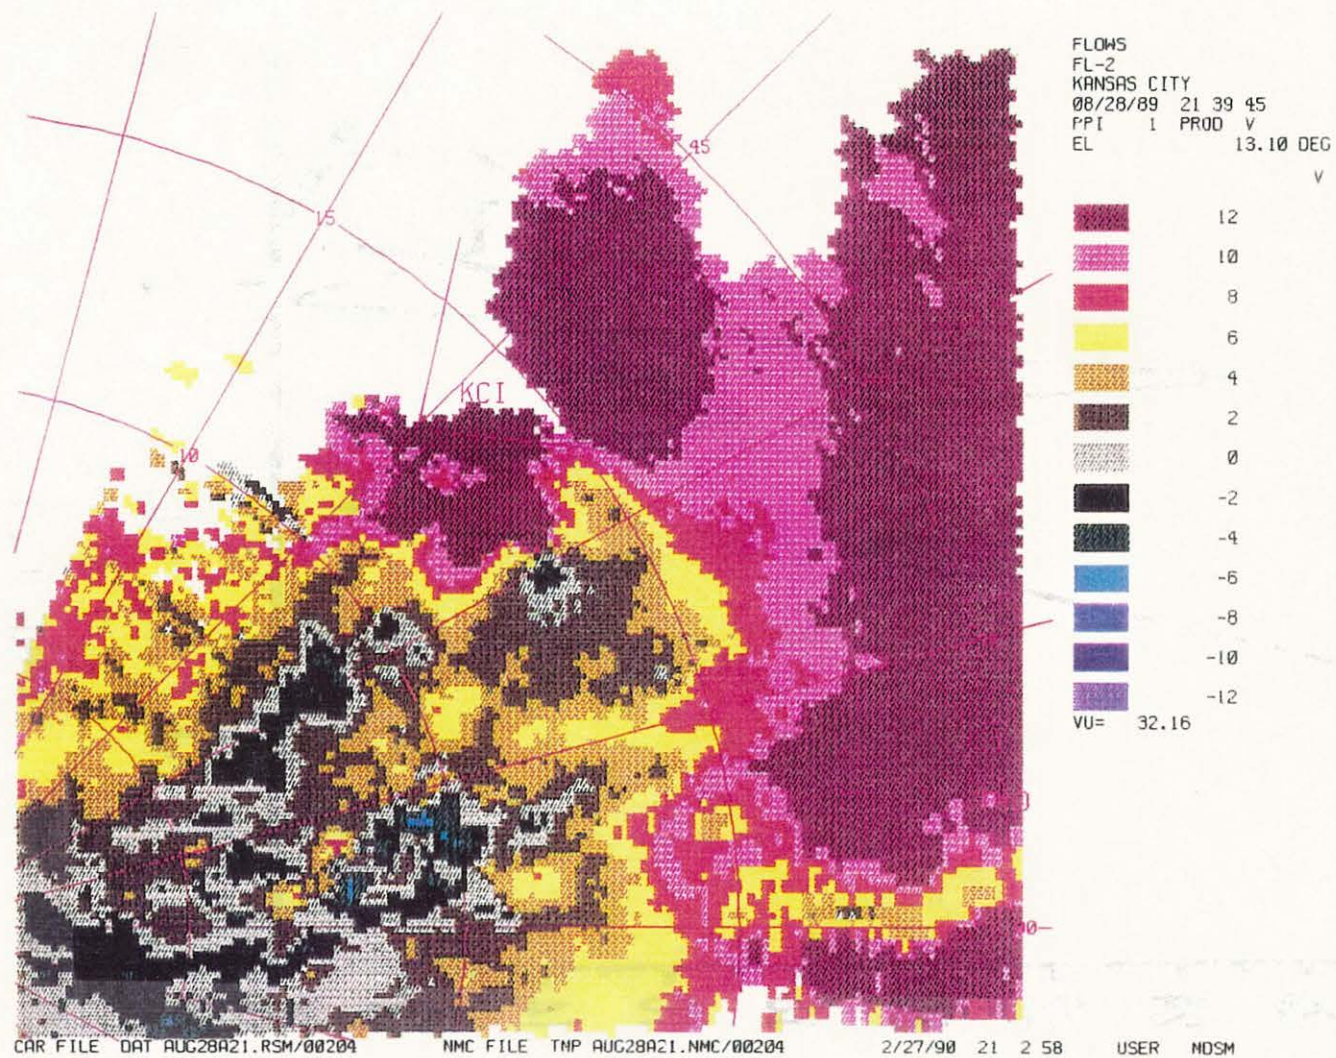 FLOWS
FL-2
KANSAS CITY
08/28/89 21 39 45
PPI 1 PROD V
EL 13.10 DEG
V
45
15
12
10
8
6
KCI
4
2
10
0
-2
-4
-6
-8
-10
-12
VU= 32.16
CAR FILE DAT AUG28A21.RSM/00204 NMC FILE TNP AUG28A21.NMC/00204 2/27/90 21 2 58 USER NDSM